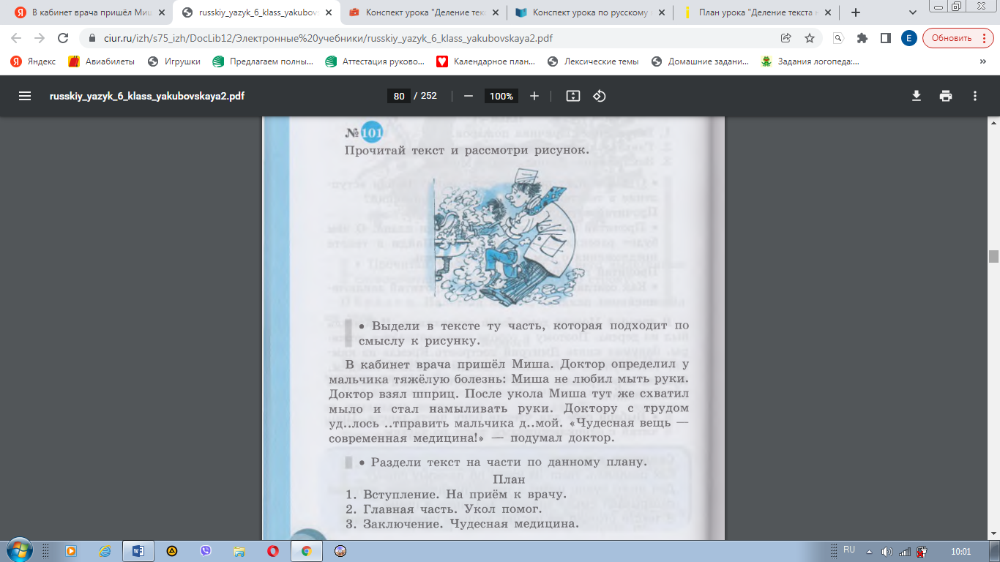 В кабинет врача пришёл Миш
russkiy_yazyk_6_klass_yakubovs
Конспект урока "Деление тек
Конспект урока по русскому
План урока "Деление текста н
ciur.ru/izh/s75_izh/DocLib12/Электронные%20учебники/russkiy_yazyk_6_klass_yakubovskaya2.pdf
E
Обновить
Яндекс
Авиабилеты
Игрушки
Предлагаем полны...
Аттестация руково...
Календарное план...
Лексические темы
Домашние задани...
Задания логопеда:...
»
russkiy_yazyk_6_klass_yakubovskaya2.pdf
80 / 252
100%
№ 101
Прочитай текст и рассмотри рисунок.
• Выдели в тексте ту часть, которая подходит по
смыслу к рисунку.
В кабинет врача пришёл Миша. Доктор определил у
мальчика тяжёлую болезнь: Миша не любил мыть руки.
Доктор взял шприц. После укола Миша тут же схватил
мыло и стал намыливать руки. Доктору с трудом
уд..лось ..тправить мальчика д..мой. «Чудесная вещь —
современная медицина!» — подумал доктор.
• Раздели текст на части по данному плану.
План
1. Вступление. На приём к врачу.
2. Главная часть. Укол помог.
3. Заключение. Чудесная медицина.
RU
10:01